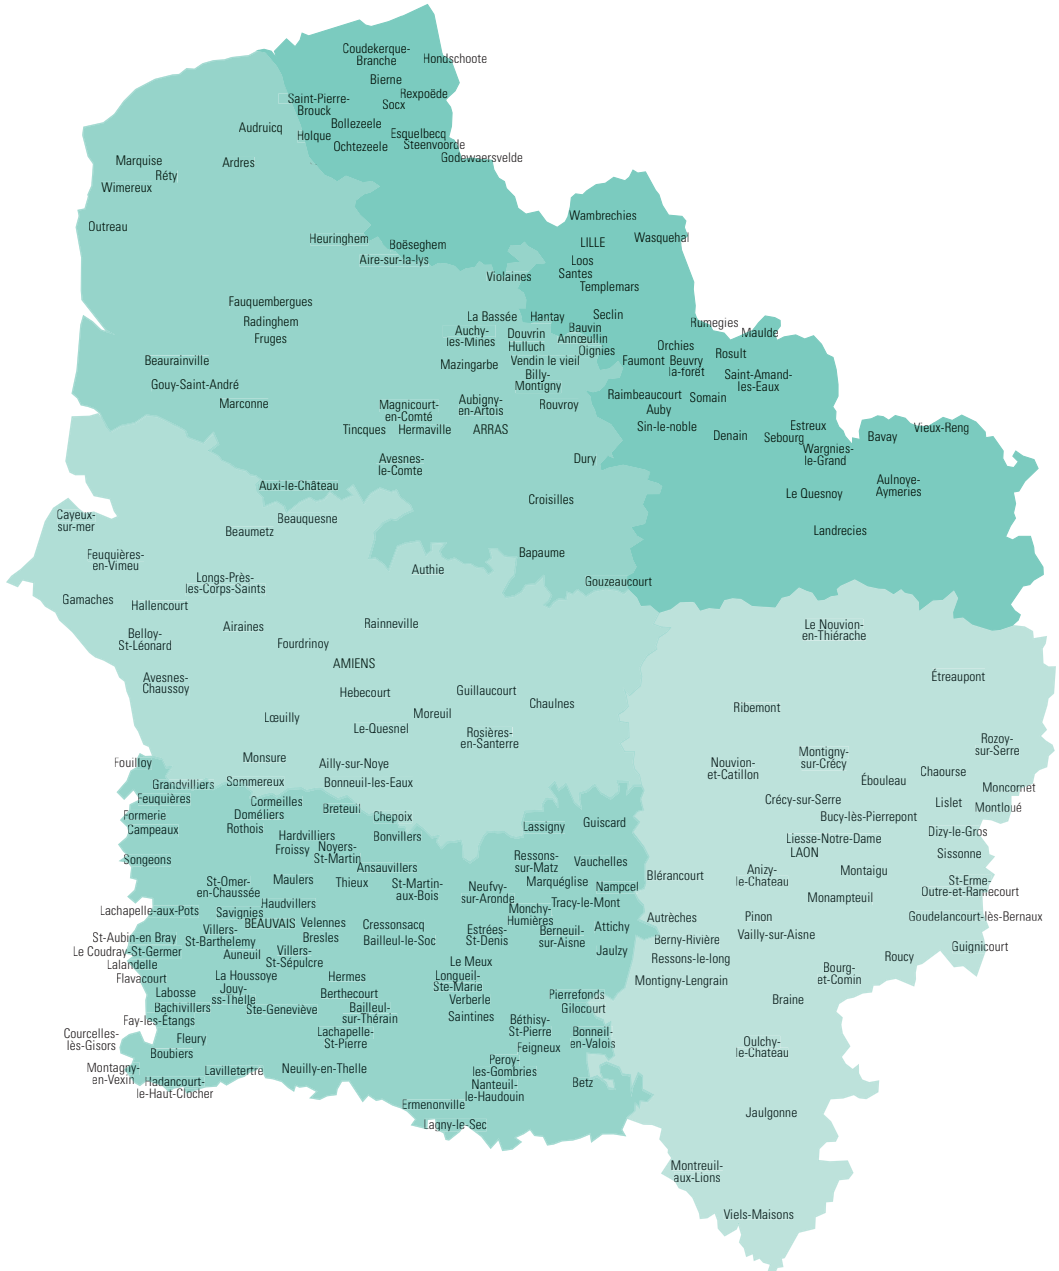 Coudekerque-
Branche
Hondschoote
Bierne
Rexpoëde
Saint-Pierre-
Brouck
Socx
Audruicq
Bollezeele
Holque
Esquelbecq
Ochtezeele
Steenvoorde
Godewaersvelde
Marquise
Ardres
Réty
Wimereux
Outreau
Wambrechies
Heuringhem
Boëseghem
LILLE
Wasquehal
Aire-sur-la-lys
Loos
Santes
Violaines
Templemars
Fauquembergues
La Bassée
Hantay
Seclin
Radinghem
Auchy-
les-Mines
Douvrin
Bauvin
Rumegies
Maulde
Fruges
Hulluch
Annœullin
Oignies
Orchies
Rosult
Beaurainville
Mazingarbe
Vendin le vieil
Faumont
Beuvry
la-foret
Billy-
Montigny
Saint-Amand-
les-Eaux
Gouy-Saint-André
Marconne
Magnicourt-
en-Comté
Aubigny-
en-Artois
Rouvroy
Raimbeaucourt
Somain
Auby
Tincques
Hermaville
ARRAS
Sin-le-noble
Denain
Sebourg
Estreux
Bavay
Vieux-Reng
Wargnies-
le-Grand
Avesnes-
le-Comte
Dury
Auxi-le-Château
Croisilles
Le Quesnoy
Aulnoye-
Aymeries
Cayeux-
sur-mer
Beauquesne
Beaumetz
Landrecies
Feuquières-
en-Vimeu
Bapaume
Authie
Longs-Près-
les-Corps-Saints
Gouzeaucourt
Gamaches
Hallencourt
Belloy-
St-Léonard
Airaines
Rainneville
Le Nouvion-
en-Thiérache
Fourdrinoy
AMIENS
Avesnes-
Chaussoy
Hebecourt
Guillaucourt
Étreaupont
Lœuilly
Moreuil
Chaulnes
Ribemont
Le-Quesnel
Rosières-
en-Santerre
Rozoy-
sur-Serre
Fouilloy
Monsure
Ailly-sur-Noye
Nouvion-
et-Catillon
Montigny-
sur-Crécy
Chaourse
Grandvilliers
Sommereux
Bonneuil-les-Eaux
Ébouleau
Moncornet
Feuquières
Cormeilles
Breteuil
Crécy-sur-Serre
Lislet
Montloué
Formerie
Doméliers
Chepoix
Lassigny
Guiscard
Bucy-lès-Pierrepont
Campeaux
Rothois
Hardvilliers
Bonvillers
Liesse-Notre-Dame
Dizy-le-Gros
Froissy
Noyers-
St-Martin
LAON
Sissonne
Songeons
Ansauvillers
Ressons-
sur-Matz
Vauchelles
Blérancourt
Anizy-
le-Chateau
Montaigu
St-Omer-
en-Chaussée
Maulers
Thieux
St-Martin-
aux-Bois
Neufvy-
sur-Aronde
Marquéglise
Nampcel
St-Erme-
Outre-et-Ramecourt
Haudvillers
Tracy-le-Mont
Monampteuil
Lachapelle-aux-Pots
Savignies
Monchy-
Humières
Autrèches
Pinon
Goudelancourt-lès-Bernaux
BEAUVAIS
Velennes
Cressonsacq
Attichy
St-Aubin-en Bray
Villers-
St-Barthelemy
Bresles
Bailleul-le-Soc
Estrées-
St-Denis
Berneuil-
sur-Aisne
Berny-Rivière
Vailly-sur-Aisne
Le Coudray-St-Germer
Auneuil
Villers-
St-Sépulcre
Jaulzy
Guignicourt
Lalandelle
Le Meux
Ressons-le-long
Roucy
Flavacourt
La Houssoye
Hermes
Longueil-
Ste-Marie
Montigny-Lengrain
Bourg-
et-Comin
Labosse
Jouy-
ss-Thelle
Berthecourt
Verberle
Pierrefonds
Braine
Bachivillers
Ste-Geneviève
Bailleul-
sur-Thérain
Saintines
Gilocourt
Fay-les-Étangs
Béthisy-
St-Pierre
Courcelles-
lès-Gisors
Fleury
Lachapelle-
St-Pierre
Bonneil-
en-Valois
Boubiers
Feigneux
Oulchy-
le-Chateau
Montagny-
en-Vexin
Lavilletertre
Neuilly-en-Thelle
Peroy-
les-Gombries
Hadancourt-
le-Haut-Clocher
Nanteuil-
le-Haudouin
Betz
Ermenonville
Jaulgonne
Lagny-le-Sec
Montreuil-
aux-Lions
Viels-Maisons